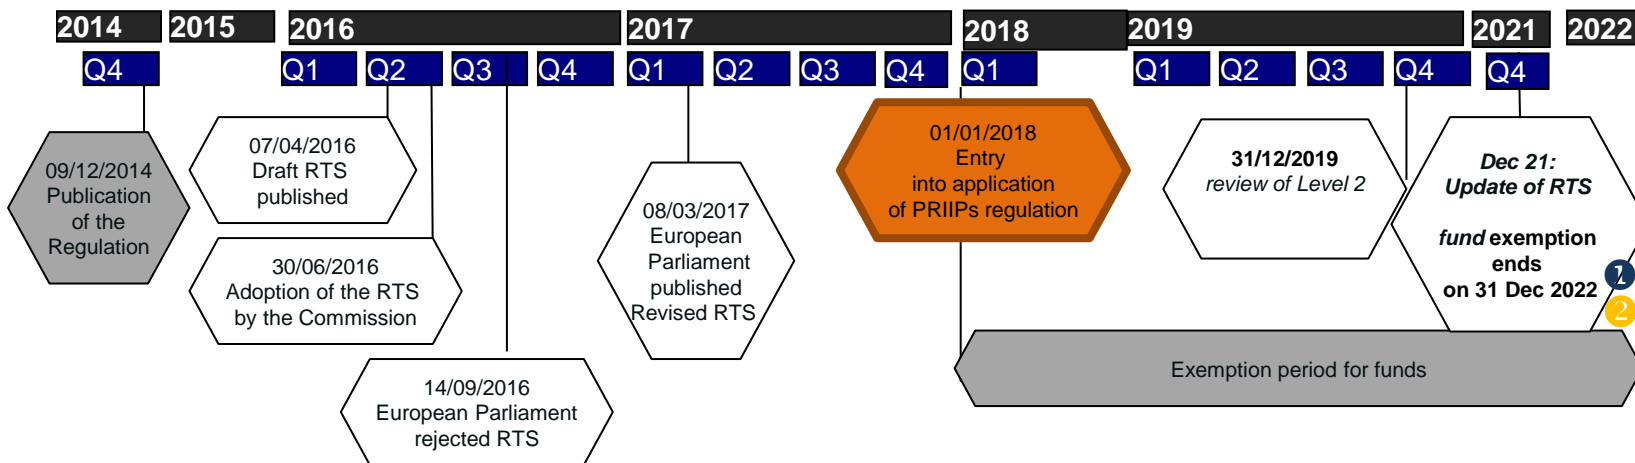 2014
2015
2016
2017
2018
2019
2021
2022
Q4
Q1
Q2
Q3
Q4
Q1
Q2
Q3
Q4
Q1
Q1
Q2
Q3
Q4
Q4
09/12/2014
Publication
of the
Regulation
07/04/2016
Draft RTS
published
30/06/2016
Adoption of the RTS
by the Commission
14/09/2016
European Parliament
rejected RTS
08/03/2017
European
Parliament
published
Revised RTS
01/01/2018
Entry
into application
of PRIIPs regulation
31/12/2019
review of Level 2
Dec 21:
Update of RTS
fund exemption
ends
on 31 Dec 2022
1
2
Exemption period for funds